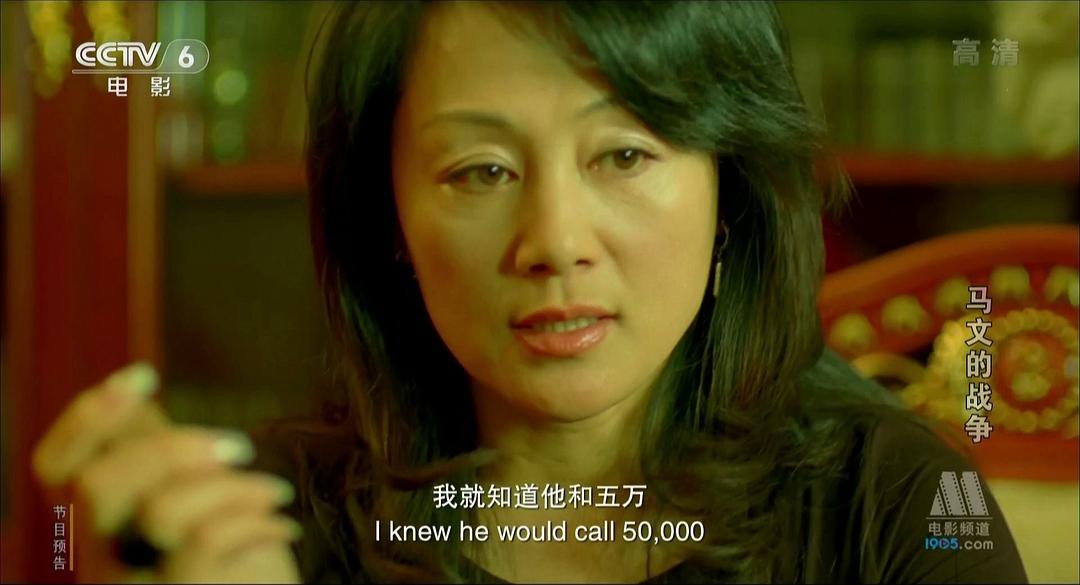 CCTV 6
电影
高清
马文的战争
我就知道他和五万
I knew he would call 50,000
节目预告
电影频道
1905.com